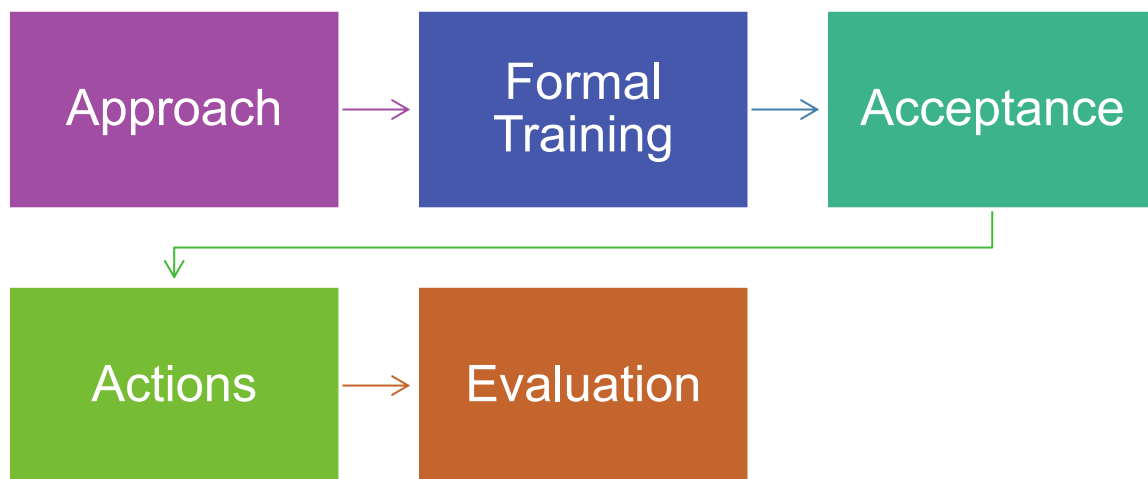 Approach
Formal
Training
Acceptance
Actions
Evaluation